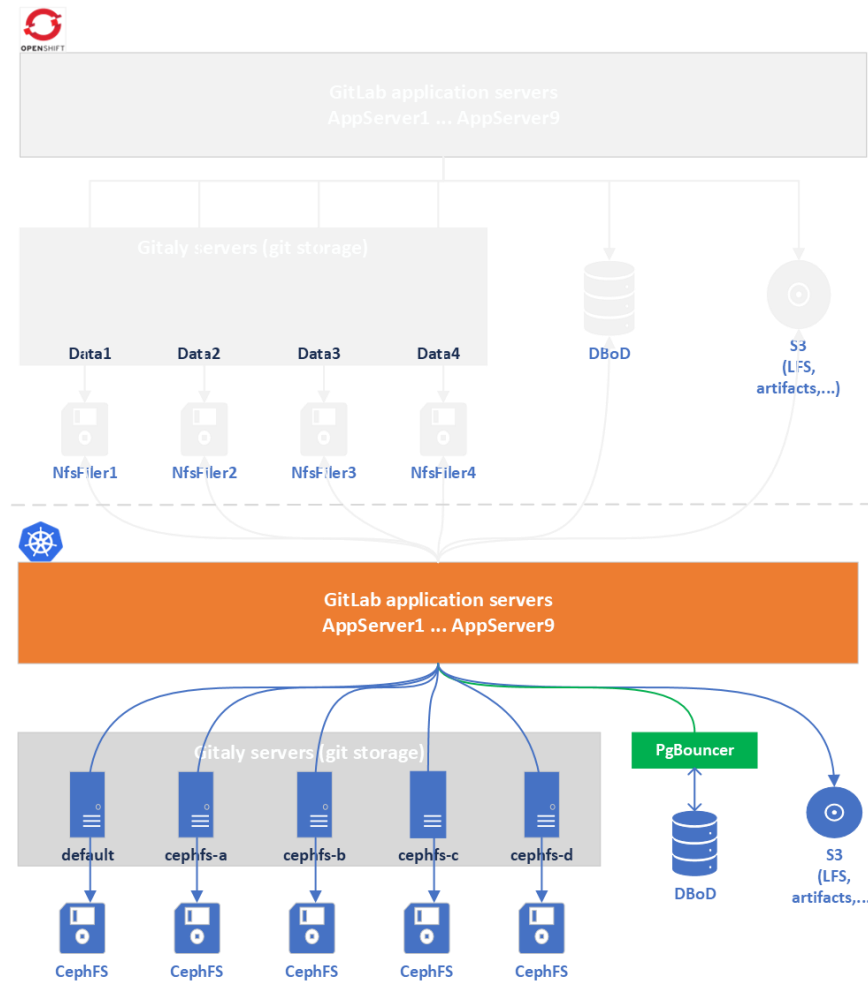 OPENSHIFT
GitLab application servers
AppServer1 ... AppServer9
Gitaly servers (git storage)
Data1
Data2
Data3
Data4
DBoD
S3
(LFS,
artifacts,...)
NfsFiler1
NfsFiler2
NfsFiler3
NfsFiler4
GitLab application servers
AppServer1 ... AppServer9
Gitaly servers (git storage)
PgBouncer
default
cephfs-a
cephfs-b
cephfs-c
cephfs-d
DBoD
S3
(LFS,
artifacts,...
CephFS
CephFS
CephFS
CephFS
CephFS